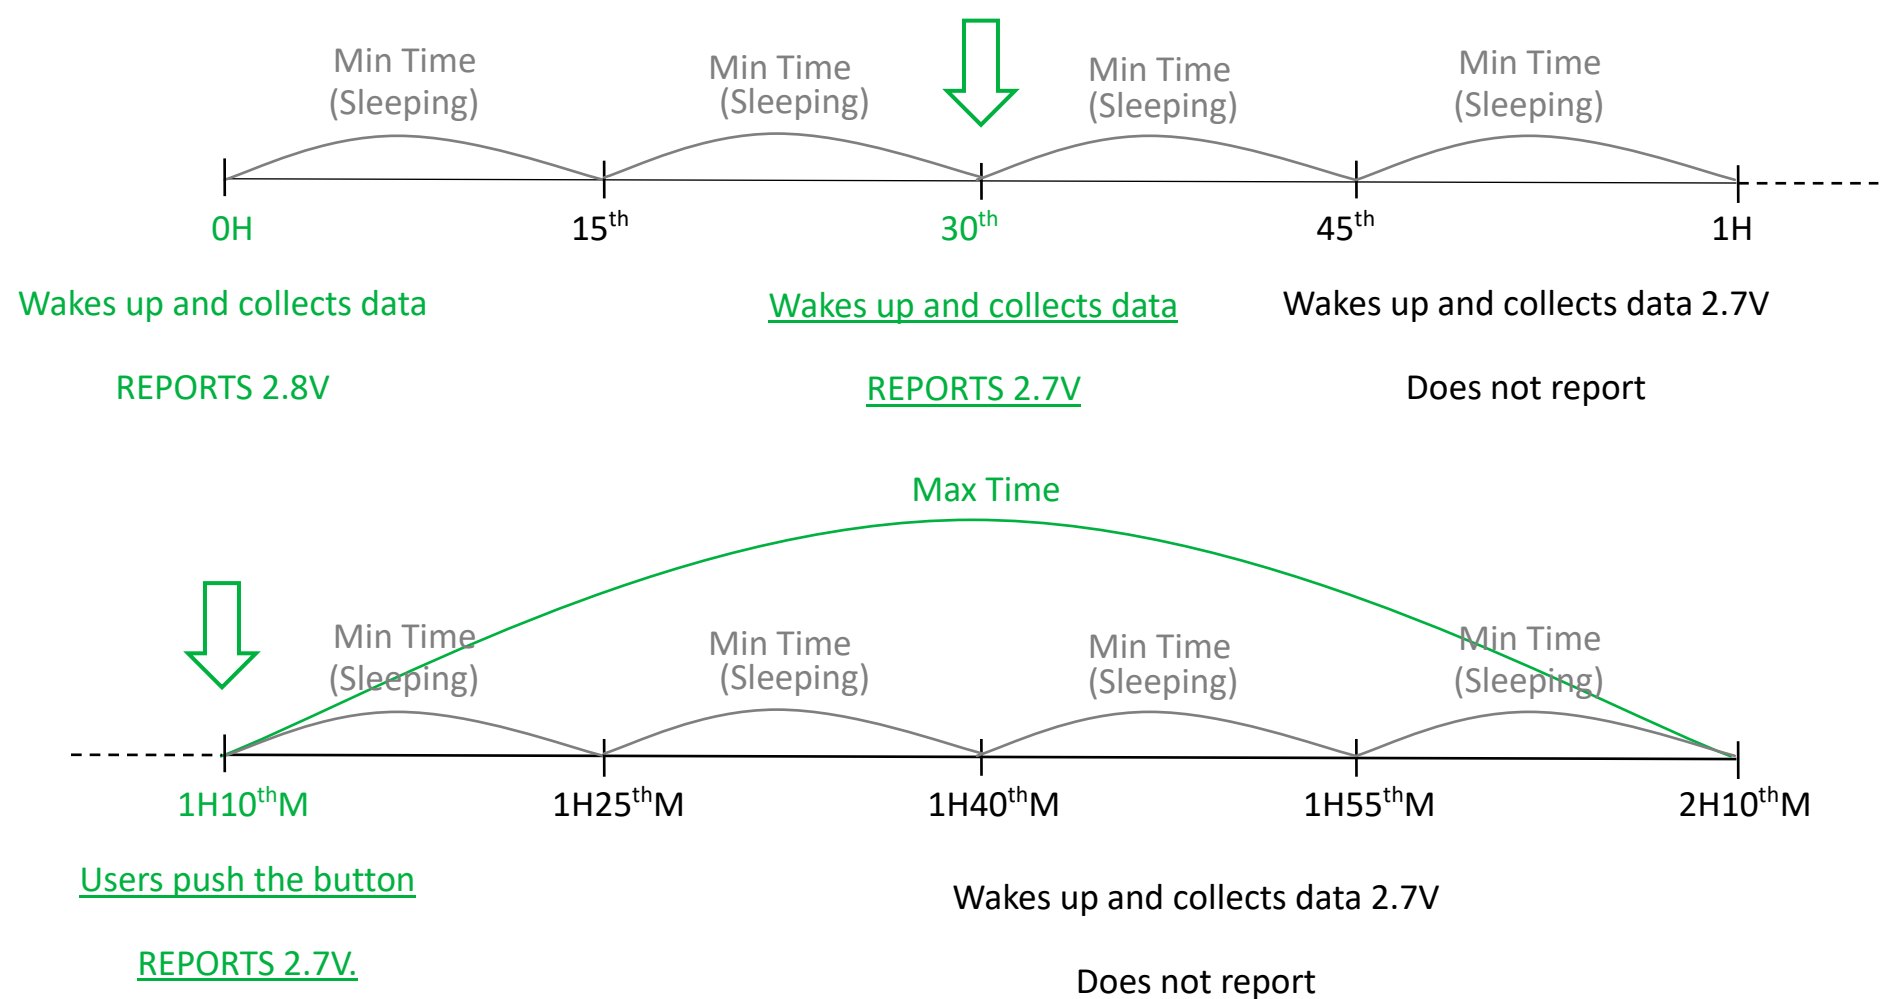 Min Time
(Sleeping)
Min Time
(Sleeping)
Min Time
(Sleeping)
Min Time
(Sleeping)
0H
15th
30th
45th
1H
Wakes up and collects data
Wakes up and collects data
Wakes up and collects data 2.7V
REPORTS 2.8V
REPORTS 2.7V
Does not report
Max Time
Min Time
(Sleeping)
Min Time
(Sleeping)
Min Time
(Sleeping)
Min Time
(Sleeping)
1H10thM
1H25thM
1H40thM
1H55thM
2H10thM
Users push the button
Wakes up and collects data 2.7V
REPORTS 2.7V.
Does not report